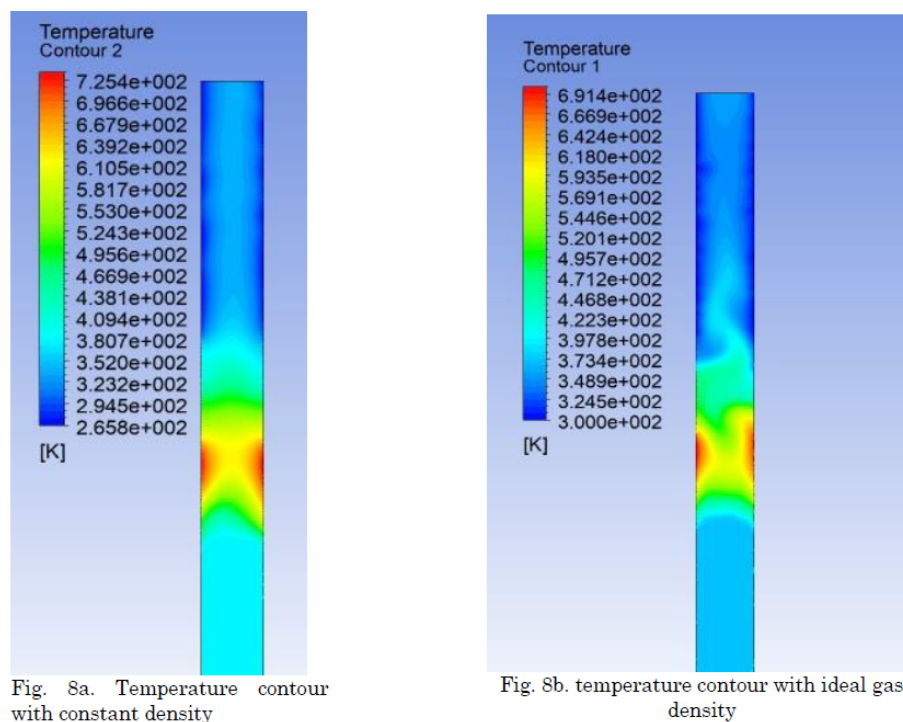 Temperature
Contour 2
7.254e+002
6.966e+002
6.679e+002
6.392e+002
6.105e+002
5.817e+002
5.530e+002
5.243e+002
4.956e+002
4.669e+002
4.381e+002
4.094e+002
3.807e+002
3.520e+002
3.232e+002
2.945e+002
2.658e+002
[K]
Fig. 8a. Temperature contour
with constant density
Temperature
Contour 1
6.914e+002
6.669e+002
6.424e+002
6.180e+002
5.935e+002
5.691e+002
5.446e+002
5.201e+002
4.957e+002
4.712e+002
4.468e+002
4.223e+002
3.978e+002
3.734e+002
3.489e+002
3.245e+002
3.000e+002
[K]
Fig. 8b. temperature contour with ideal gas
density